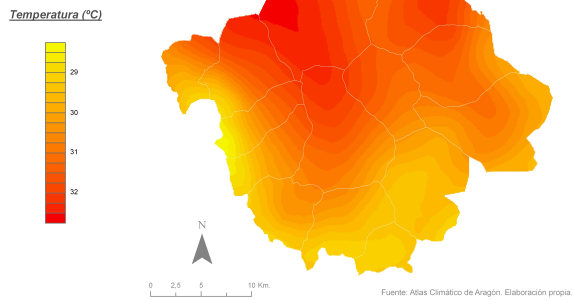 Temperatura (ºC)
29
30
31
32
N
0 2,5 5 10 Km.
Fuente: Atlas Climático de Aragón. Elaboración propia.